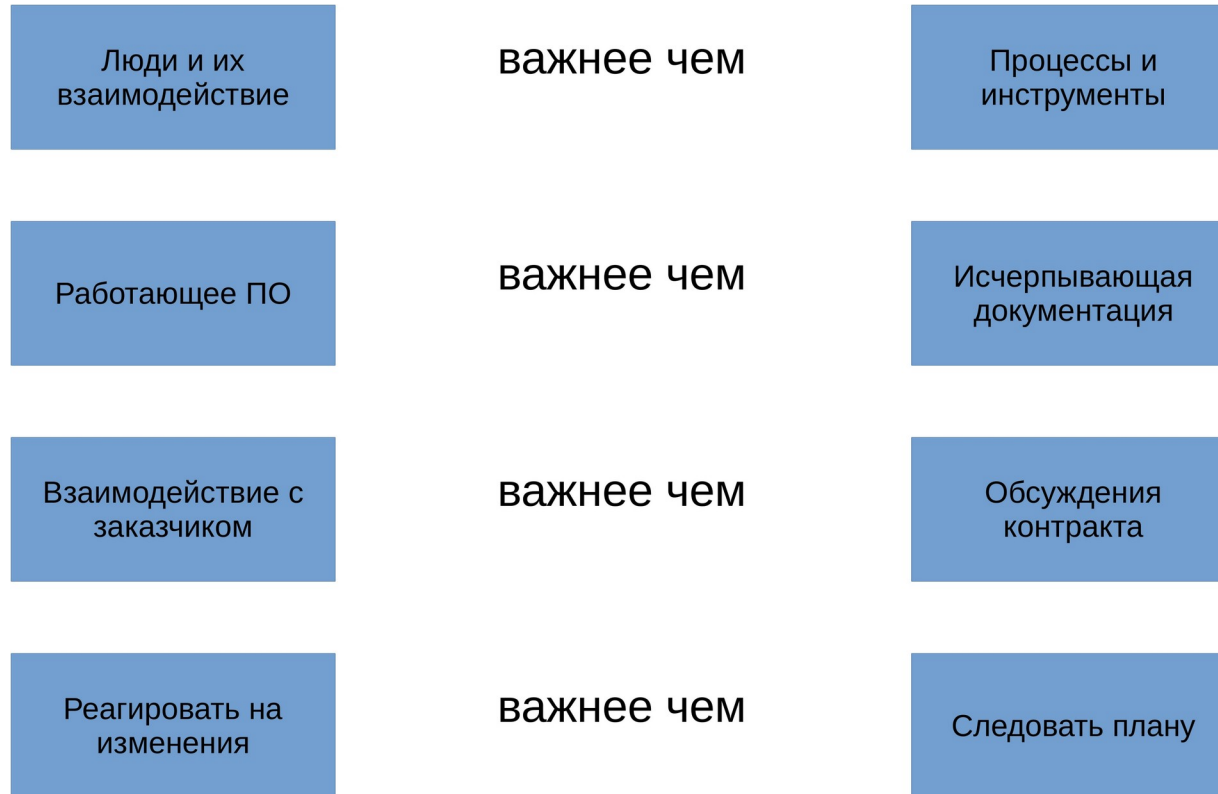 Люди и их
взаимодействие
важнее чем
Процессы и
инструменты
Работающее ПО
важнее чем
Исчерпывающая
документация
Взаимодействие с
заказчиком
важнее чем
Обсуждения
контракта
Реагировать на
изменения
важнее чем
Следовать плану